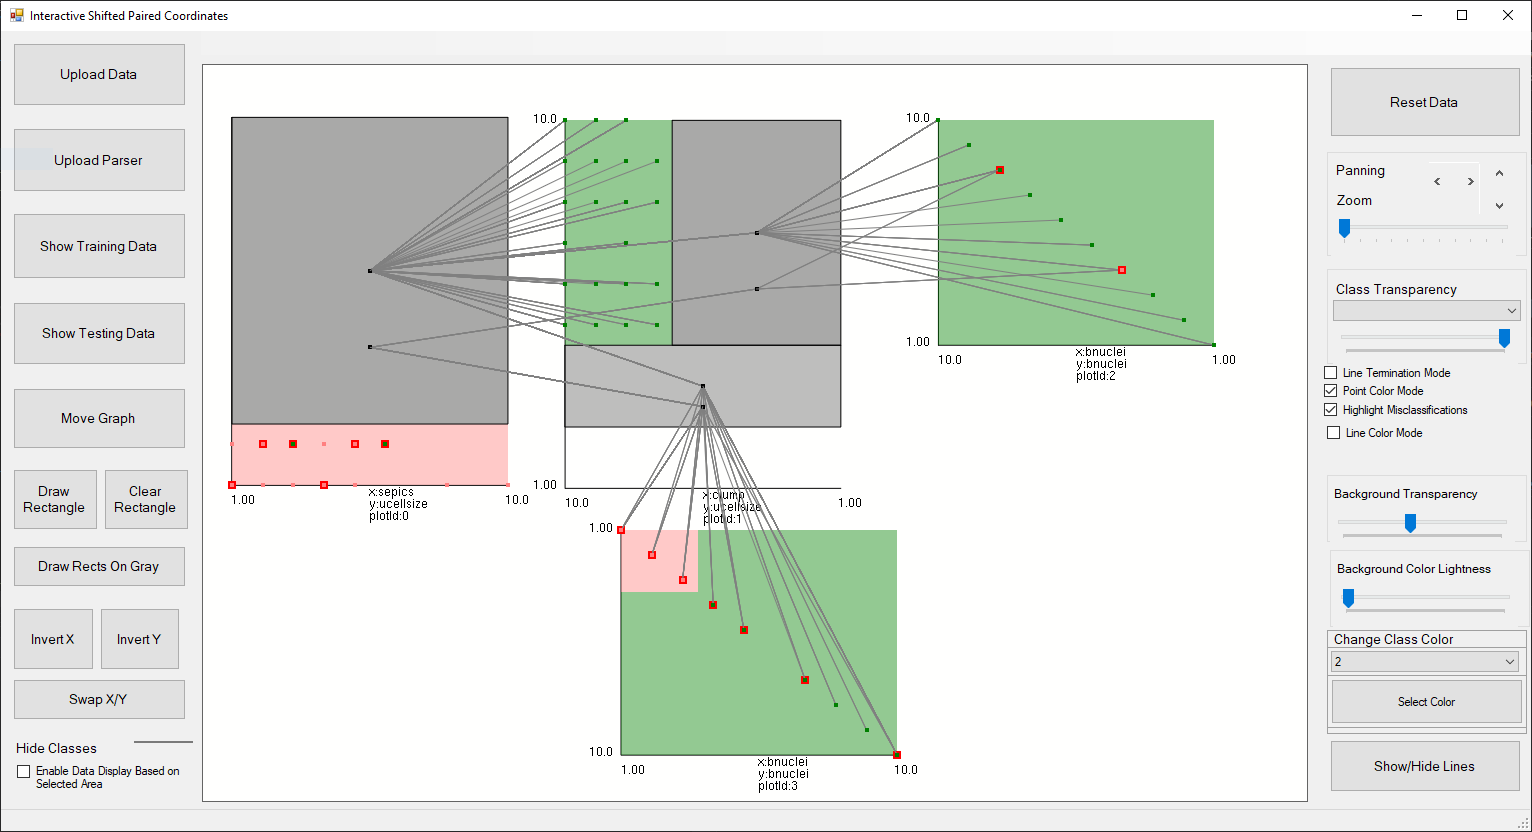 Interactive Shifted Paired Coordinates
Upload Data
Upload Parser
Show Training Data
Show Testing Data
Move Graph
Draw
Rectangle
Clear
Rectangle
Draw Rects On Gray
Invert X
Invert Y
Swap X/Y
Hide Classes
Enable Data Display Based on
Selected Area
1.00
10.0
x:sepics
y:ucellsize
plotId:0
10.0
1.00
10.0
1.00
x:clump
y:ucellsize
plotId:1
10.0
1.00
10.0
1.00
x:bnuclei
y:bnuclei
plotId:2
1.00
10.0
1.00
10.0
x:bnuclei
y:bnuclei
plotId:3
Reset Data
Panning
Zoom
Class Transparency
Line Termination Mode
Point Color Mode
Highlight Misclassifications
Line Color Mode
Background Transparency
Background Color Lightness
Change Class Color
2
Select Color
Show/Hide Lines